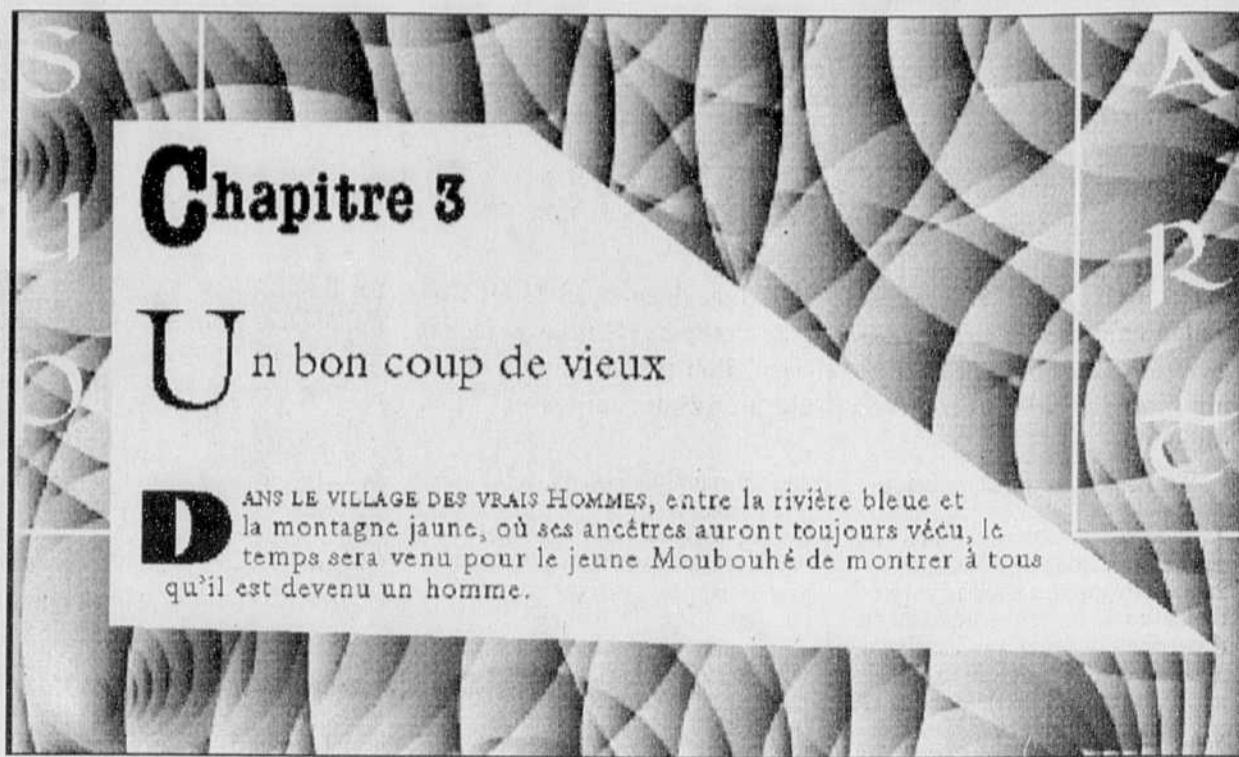 Chapitre 3
Un bon coup de vieux
DANS LE VILLAGE DES VRAIS HOMMES, entre la rivière bleue et
la montagne jaune, où ses ancêtres auront toujours vécu, le
temps sera venu pour le jeune Moubouhé de montrer à tous
qu'il est devenu un homme.
S
A
R